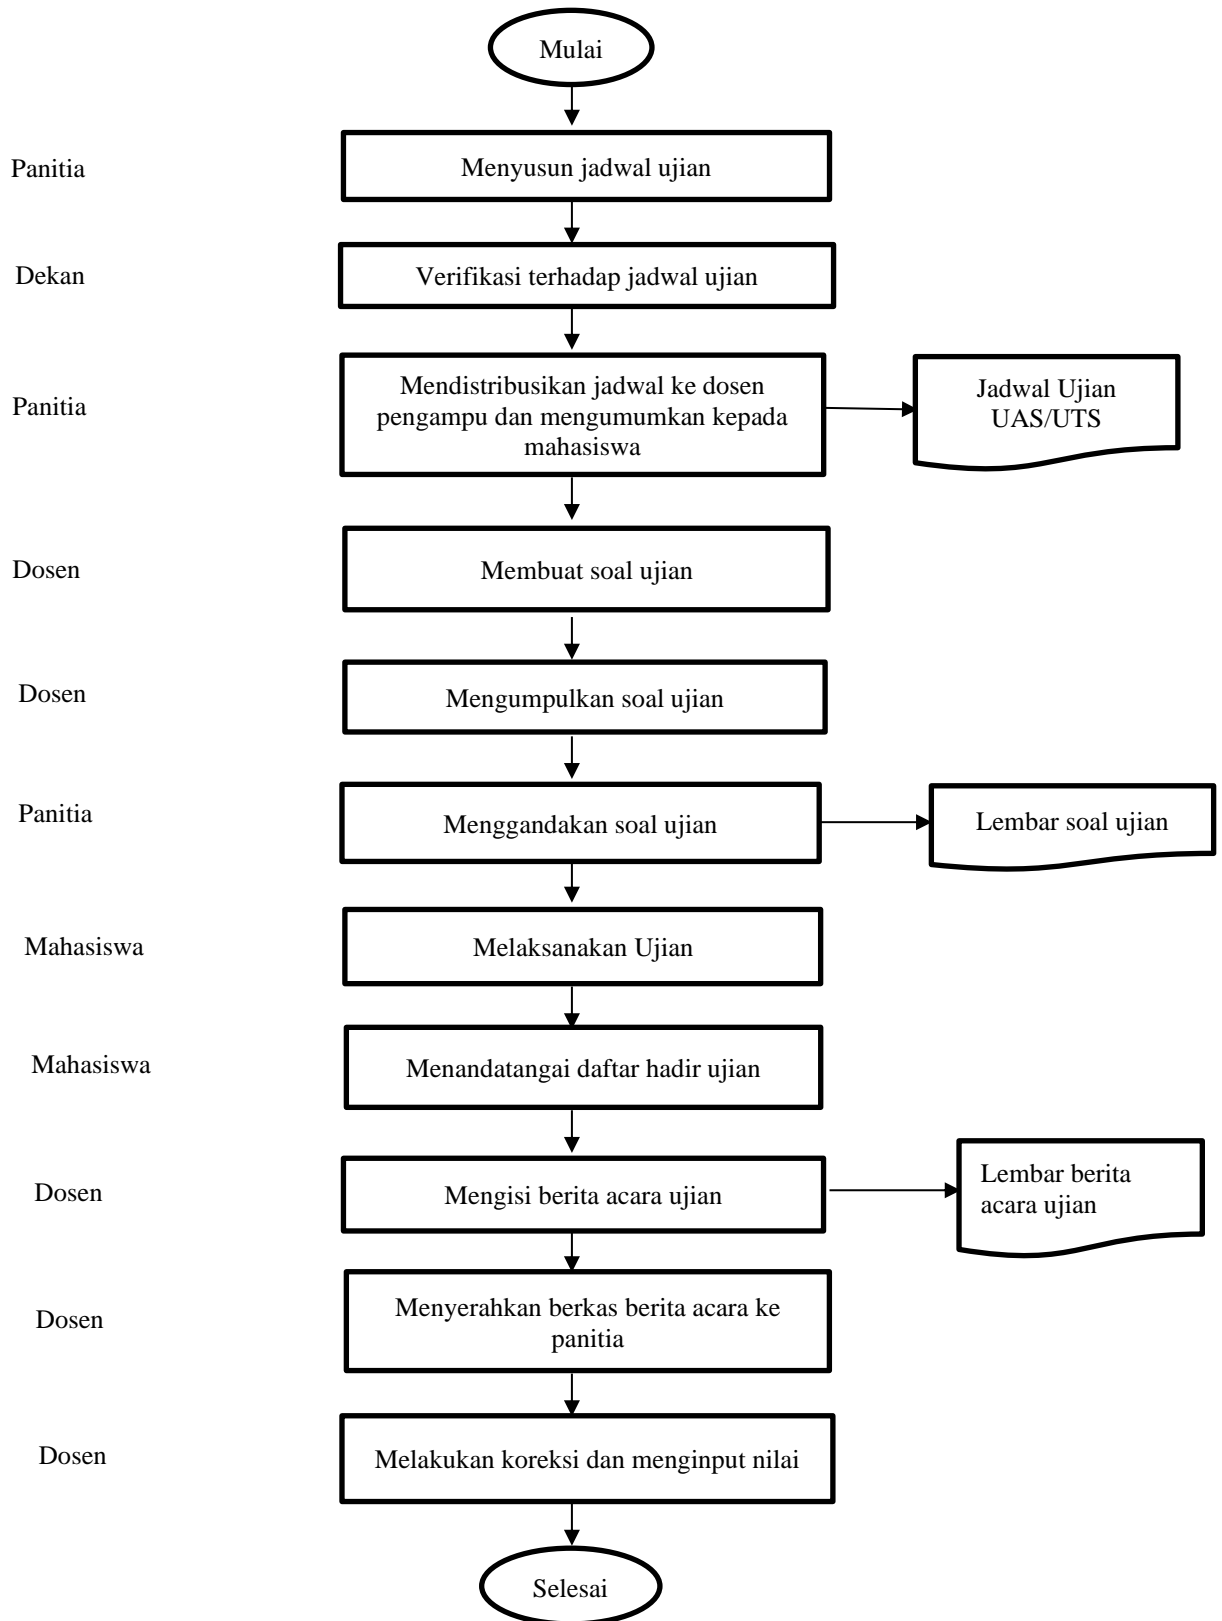 Mulai
Panitia
Menyusun jadwal ujian
Dekan
Verifikasi terhadap jadwal ujian
Panitia
Mendistribusikan jadwal ke dosen
pengampu dan mengumumkan kepada
mahasiswa
Jadwal Ujian
UAS/UTS
Dosen
Membuat soal ujian
Dosen
Mengumpulkan soal ujian
Panitia
Menggandakan soal ujian
Lembar soal ujian
Mahasiswa
Melaksanakan Ujian
Mahasiswa
Menandatangai daftar hadir ujian
Dosen
Mengisi berita acara ujian
Lembar berita
acara ujian
Dosen
Menyerahkan berkas berita acara ke
panitia
Dosen
Melakukan koreksi dan menginput nilai
Selesai